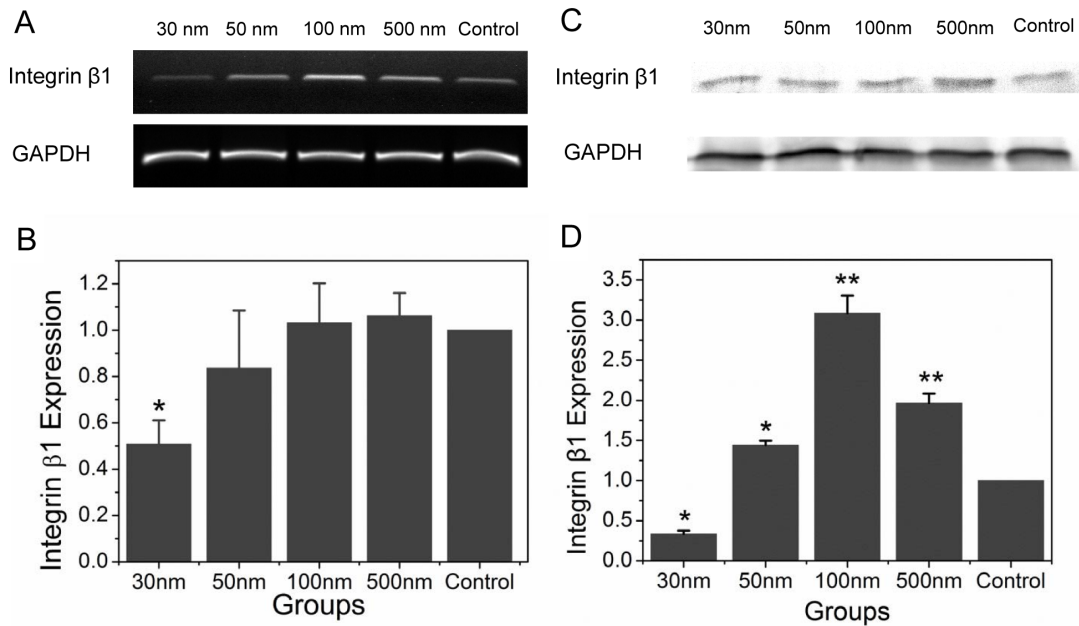 A
30 nm 50 nm 100 nm 500 nm Control
Integrin β1
GAPDH
C
30nm 50nm 100nm 500nm Control
Integrin β1
GAPDH
B
Integrin β1 Expression
1.2
1.0
0.8
0.6
0.4
0.2
0.0
*
30nm 50nm 100nm 500nm Control
Groups
D
Integrin β1 Expression
3.5
3.0
2.5
2.0
1.5
1.0
0.5
0.0
*
*
**
**
30nm 50nm 100nm 500nm Control
Groups